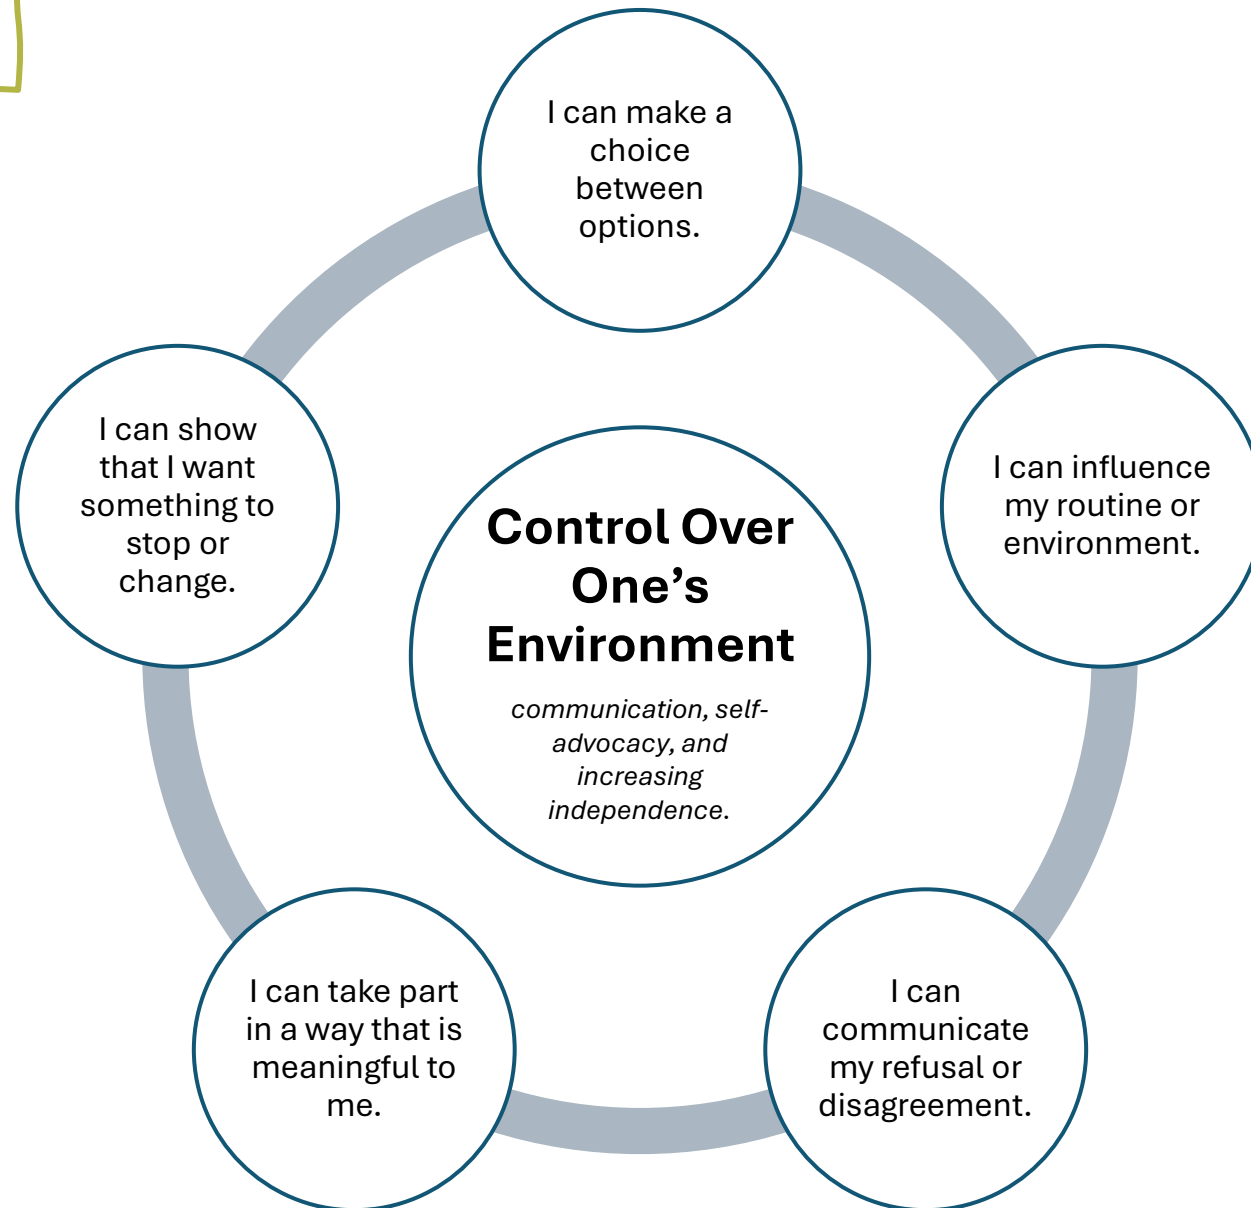 I can make a
choice
between
options.
I can influence
my routine or
environment.
I can
communicate
my refusal or
disagreement.
I can take part
in a way that is
meaningful to
me.
I can show
that I want
something to
stop or
change.
Control Over
One’s
Environment
communication, self-
advocacy, and
increasing
independence.